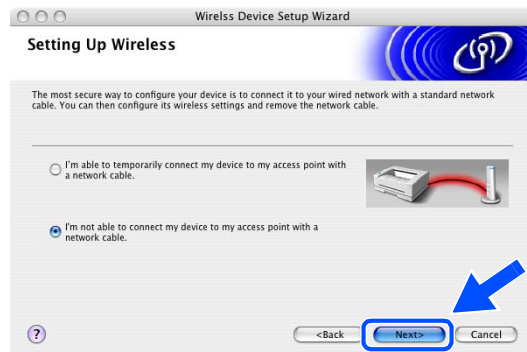 Wirelss Device Setup Wizard
Setting Up Wireless
The most secure way to configure your device is to connect it to your wired network with a standard network
cable. You can then configure its wireless settings and remove the network cable.
I'm able to temporarily connect my device to my access point with
a network cable.
I'm not able to connect my device to my access point with a
network cable.
?
<Back
Next>
Cancel